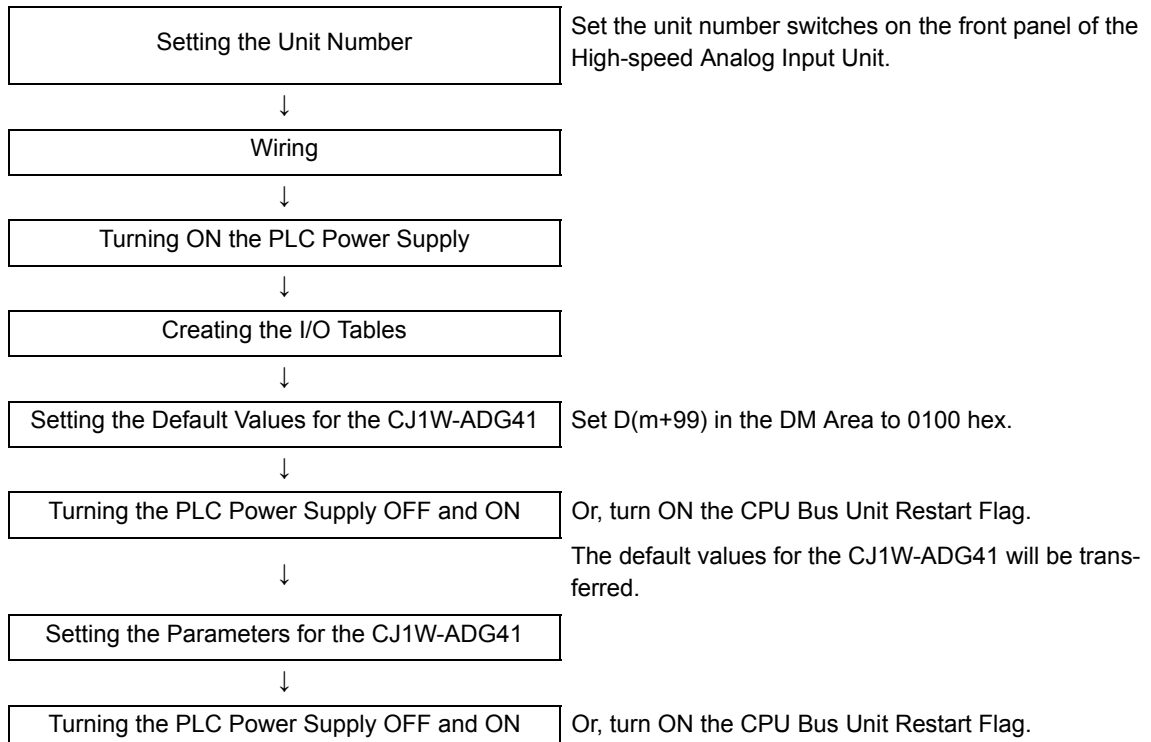 Setting the Unit Number
Set the unit number switches on the front panel of the
High-speed Analog Input Unit.
↓
Wiring
↓
Turning ON the PLC Power Supply
↓
Creating the I/O Tables
↓
Setting the Default Values for the CJ1W-ADG41
Set D(m+99) in the DM Area to 0100 hex.
↓
Turning the PLC Power Supply OFF and ON
Or, turn ON the CPU Bus Unit Restart Flag.
↓
The default values for the CJ1W-ADG41 will be trans-
ferred.
Setting the Parameters for the CJ1W-ADG41
↓
Turning the PLC Power Supply OFF and ON
Or, turn ON the CPU Bus Unit Restart Flag.